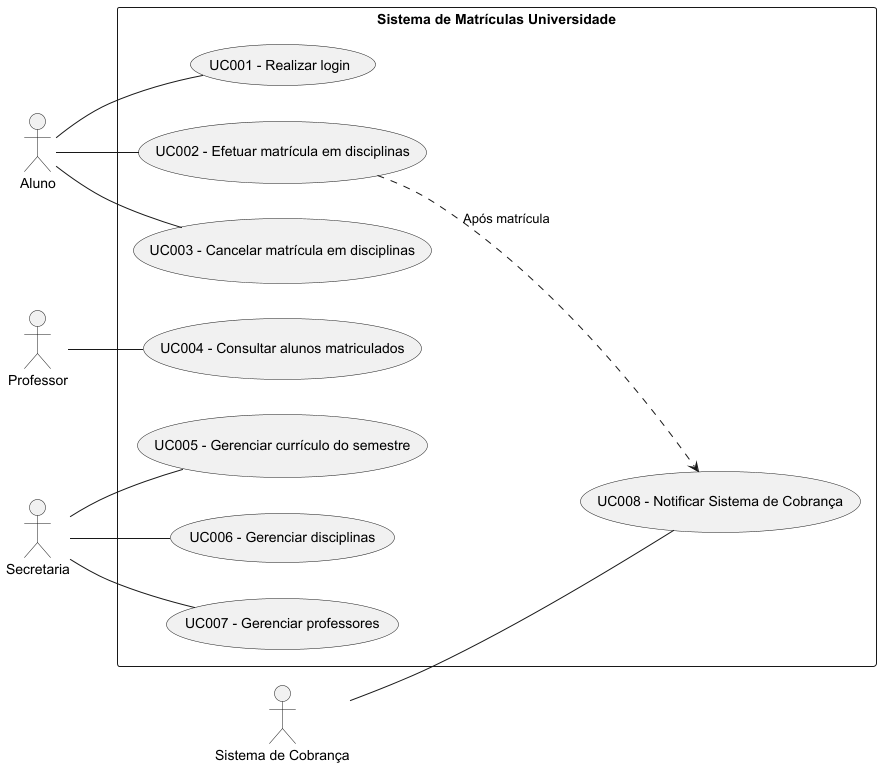 Sistema de Matrículas Universidade
UC001 - Realizar login
Aluno
UC002 - Efetuar matrícula em disciplinas
Após matrícula
UC003 - Cancelar matrícula em disciplinas
Professor
UC004 - Consultar alunos matriculados
UC005 - Gerenciar currículo do semestre
UC008 - Notificar Sistema de Cobrança
Secretaria
UC006 - Gerenciar disciplinas
UC007 - Gerenciar professores
Sistema de Cobrança